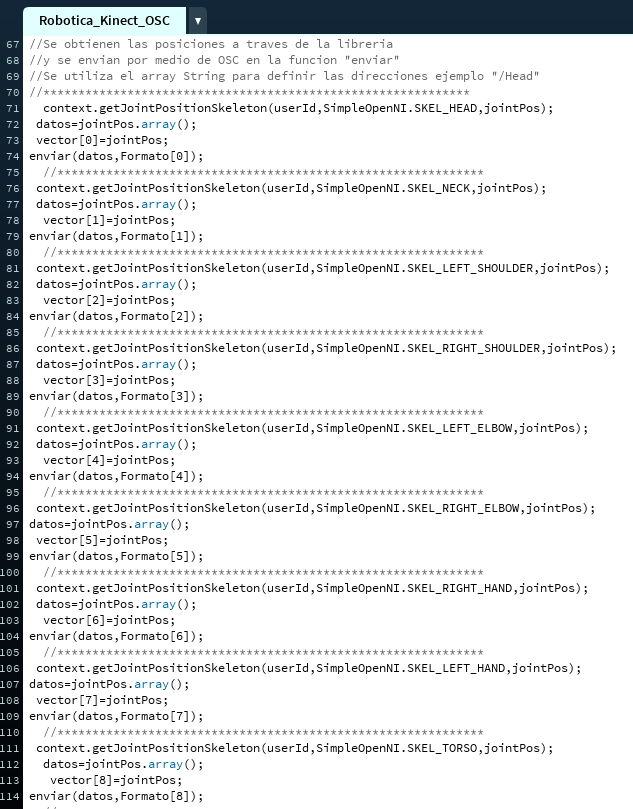 Robotica_Kinect_OSC ▼
67 //Se obtienen las posiciones a traves de la libreria
68 //y se envian por medio de OSC en la funcion "enviar"
69 //Se utiliza el array String para definir las direcciones ejemplo "/Head"
70 //*************************************************************
71 context.getJointPositionSkeleton(userId,SimpleOpenNI.SKEL_HEAD,jointPos);
72 datos=jointPos.array();
73 vector[0]=jointPos;
74 enviar(datos,Formato[0]);
75 //*************************************************************
76 context.getJointPositionSkeleton(userId,SimpleOpenNI.SKEL_NECK,jointPos);
77 datos=jointPos.array();
78 vector[1]=jointPos;
79 enviar(datos,Formato[1]);
80 //*************************************************************
81 context.getJointPositionSkeleton(userId,SimpleOpenNI.SKEL_LEFT_SHOULDER,jointPos);
82 datos=jointPos.array();
83 vector[2]=jointPos;
84 enviar(datos,Formato[2]);
85 //*************************************************************
86 context.getJointPositionSkeleton(userId,SimpleOpenNI.SKEL_RIGHT_SHOULDER,jointPos);
87 datos=jointPos.array();
88 vector[3]=jointPos;
89 enviar(datos,Formato[3]);
90 //*************************************************************
91 context.getJointPositionSkeleton(userId,SimpleOpenNI.SKEL_LEFT_ELBOW,jointPos);
92 datos=jointPos.array();
93 vector[4]=jointPos;
94 enviar(datos,Formato[4]);
95 //*************************************************************
96 context.getJointPositionSkeleton(userId,SimpleOpenNI.SKEL_RIGHT_ELBOW,jointPos);
97 datos=jointPos.array();
98 vector[5]=jointPos;
99 enviar(datos,Formato[5]);
100 //*************************************************************
101 context.getJointPositionSkeleton(userId,SimpleOpenNI.SKEL_RIGHT_HAND,jointPos);
102 datos=jointPos.array();
103 vector[6]=jointPos;
104 enviar(datos,Formato[6]);
105 //*************************************************************
106 context.getJointPositionSkeleton(userId,SimpleOpenNI.SKEL_LEFT_HAND,jointPos);
107 datos=jointPos.array();
108 vector[7]=jointPos;
109 enviar(datos,Formato[7]);
110 //*************************************************************
111 context.getJointPositionSkeleton(userId,SimpleOpenNI.SKEL_TORSO,jointPos);
112 datos=jointPos.array();
113 vector[8]=jointPos;
114 enviar(datos,Formato[8]);